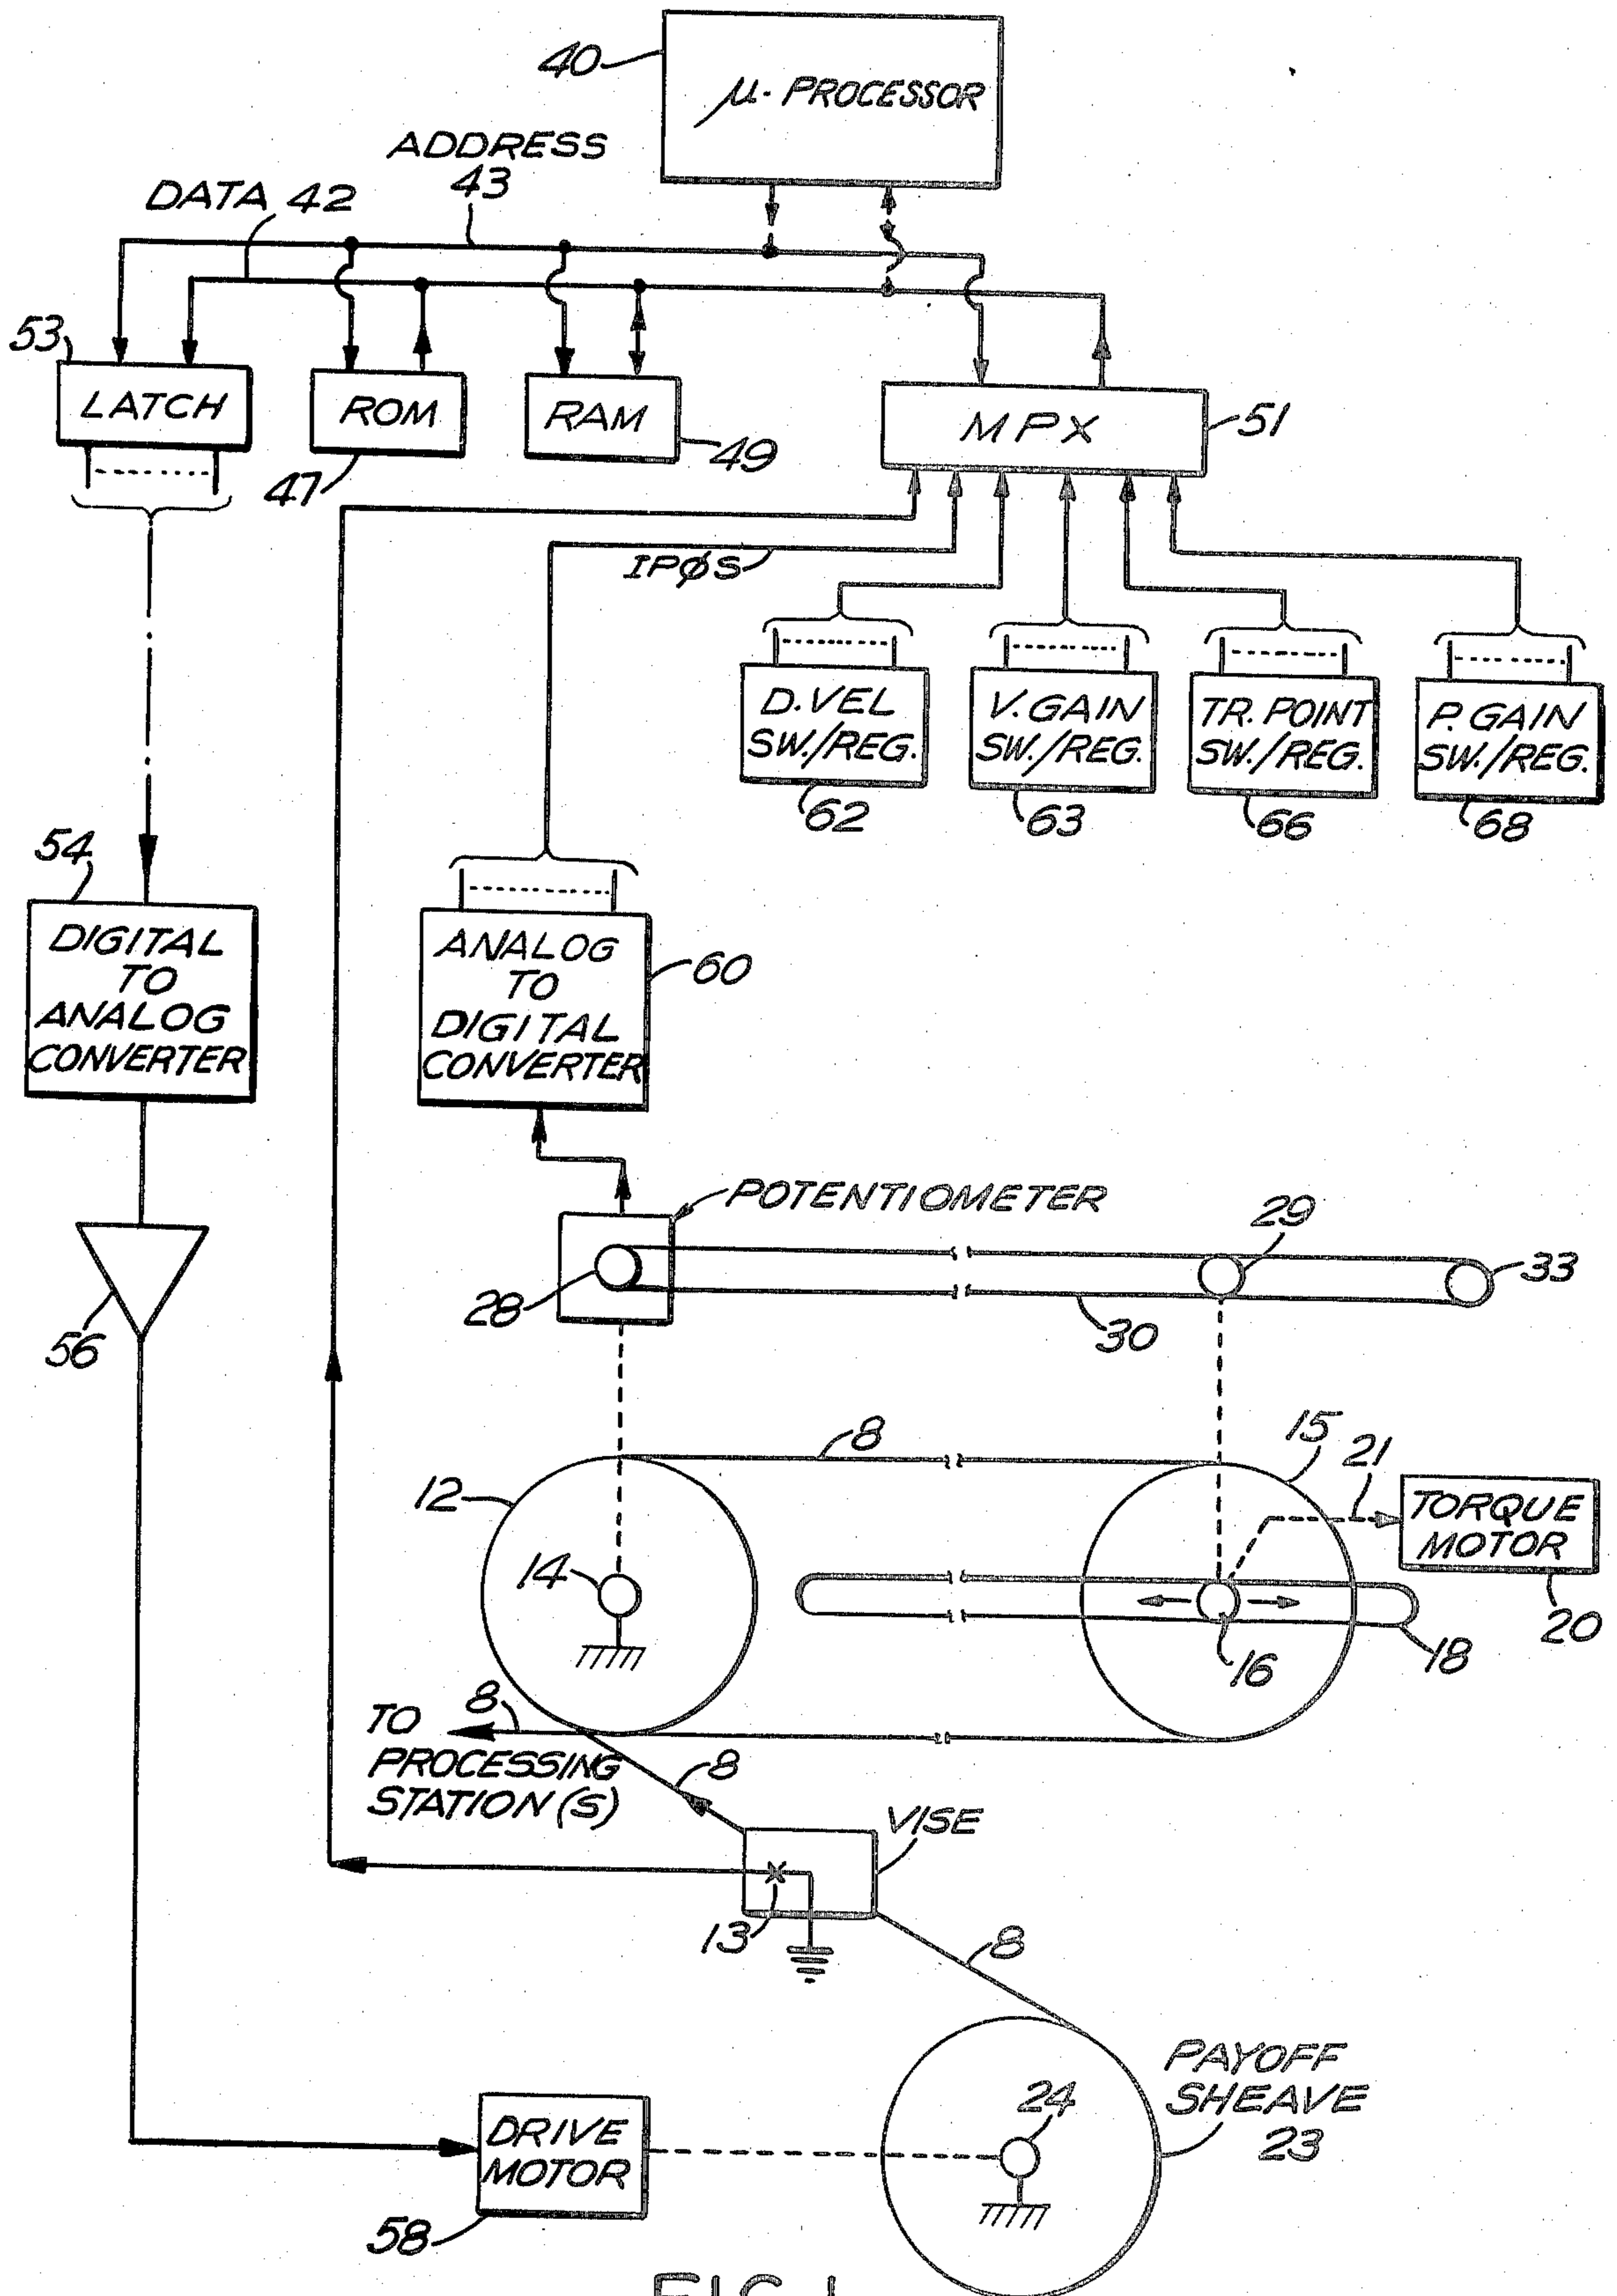 40
μ-PROCESSOR
ADDRESS
43
DATA 42
53
LATCH
ROM
RAM
MPX
51
47
49
IPØS
D.VEL
SW./REG.
V.GAIN
SW./REG.
TR. POINT
SW./REG.
P. GAIN
SW./REG.
62
63
66
68
54
DIGITAL
TO
ANALOG
CONVERTER
ANALOG
TO
DIGITAL
CONVERTER
60
POTENTIOMETER
29
33
28
30
56
8
15
21
12
TORQUE
MOTOR
14
20
18
16
8
TO
PROCESSING
STATION(S)
8
VISE
13
8
PAYOFF
SHEAVE
23
24
DRIVE
MOTOR
58
FIG. 1